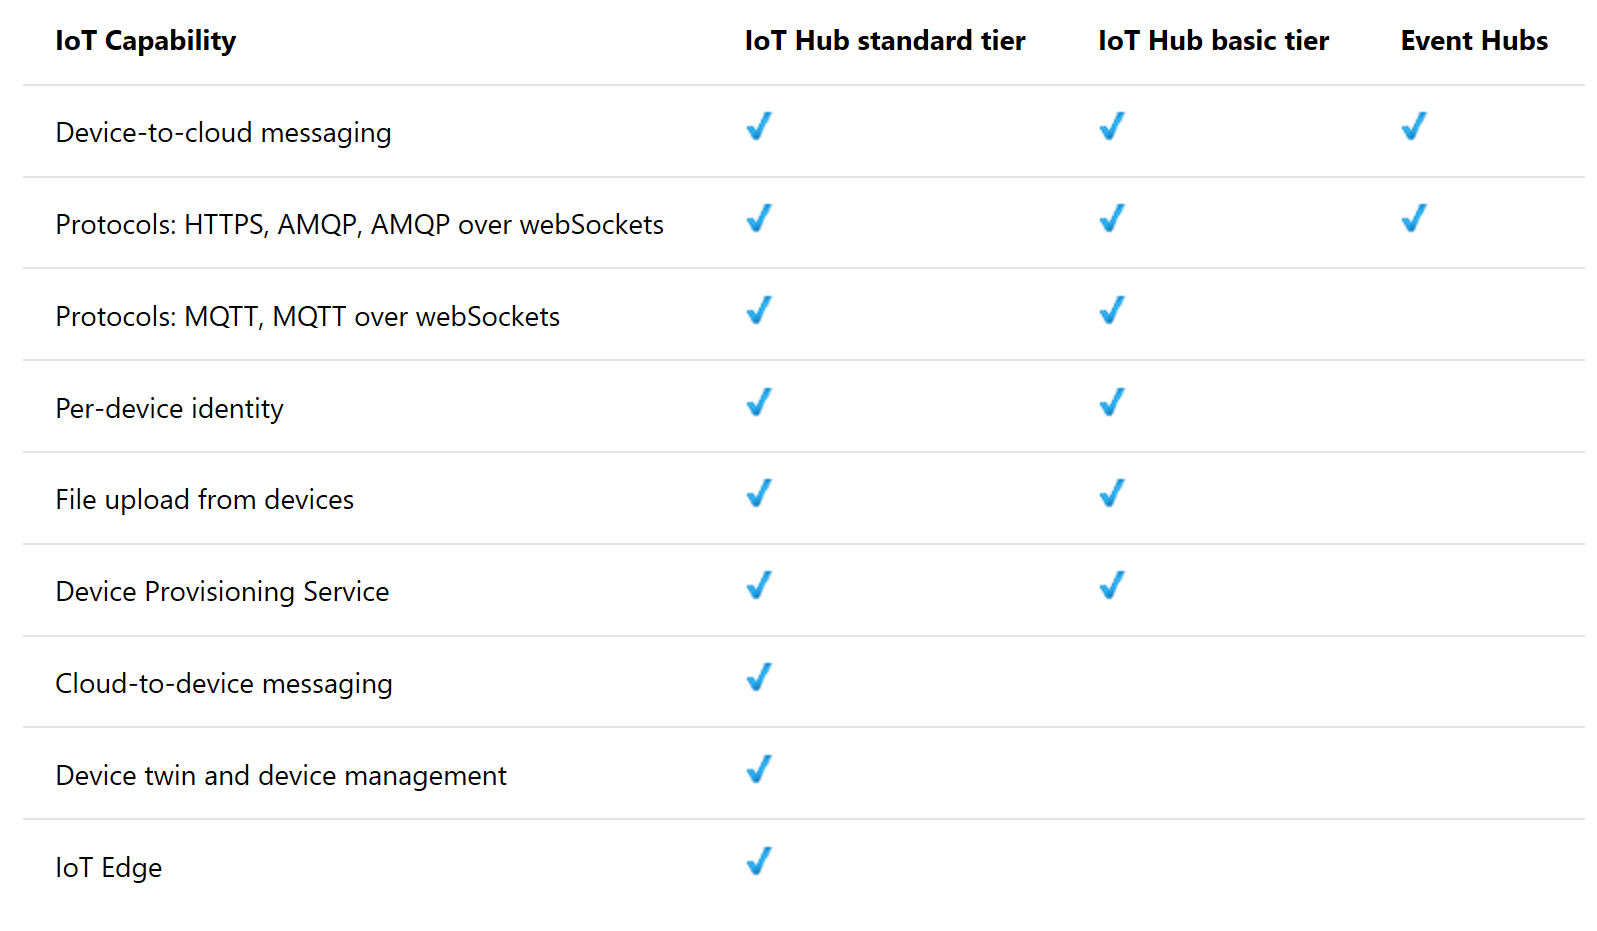 IoT Capability IoT Hub standard tier IoT Hub basic tier Event Hubs
Device-to-cloud messaging ✔ ✔ ✔
Protocols: HTTPS, AMQP, AMQP over webSockets ✔ ✔ ✔
Protocols: MQTT, MQTT over webSockets ✔ ✔
Per-device identity ✔ ✔
File upload from devices ✔ ✔
Device Provisioning Service ✔ ✔
Cloud-to-device messaging ✔
Device twin and device management ✔
IoT Edge ✔